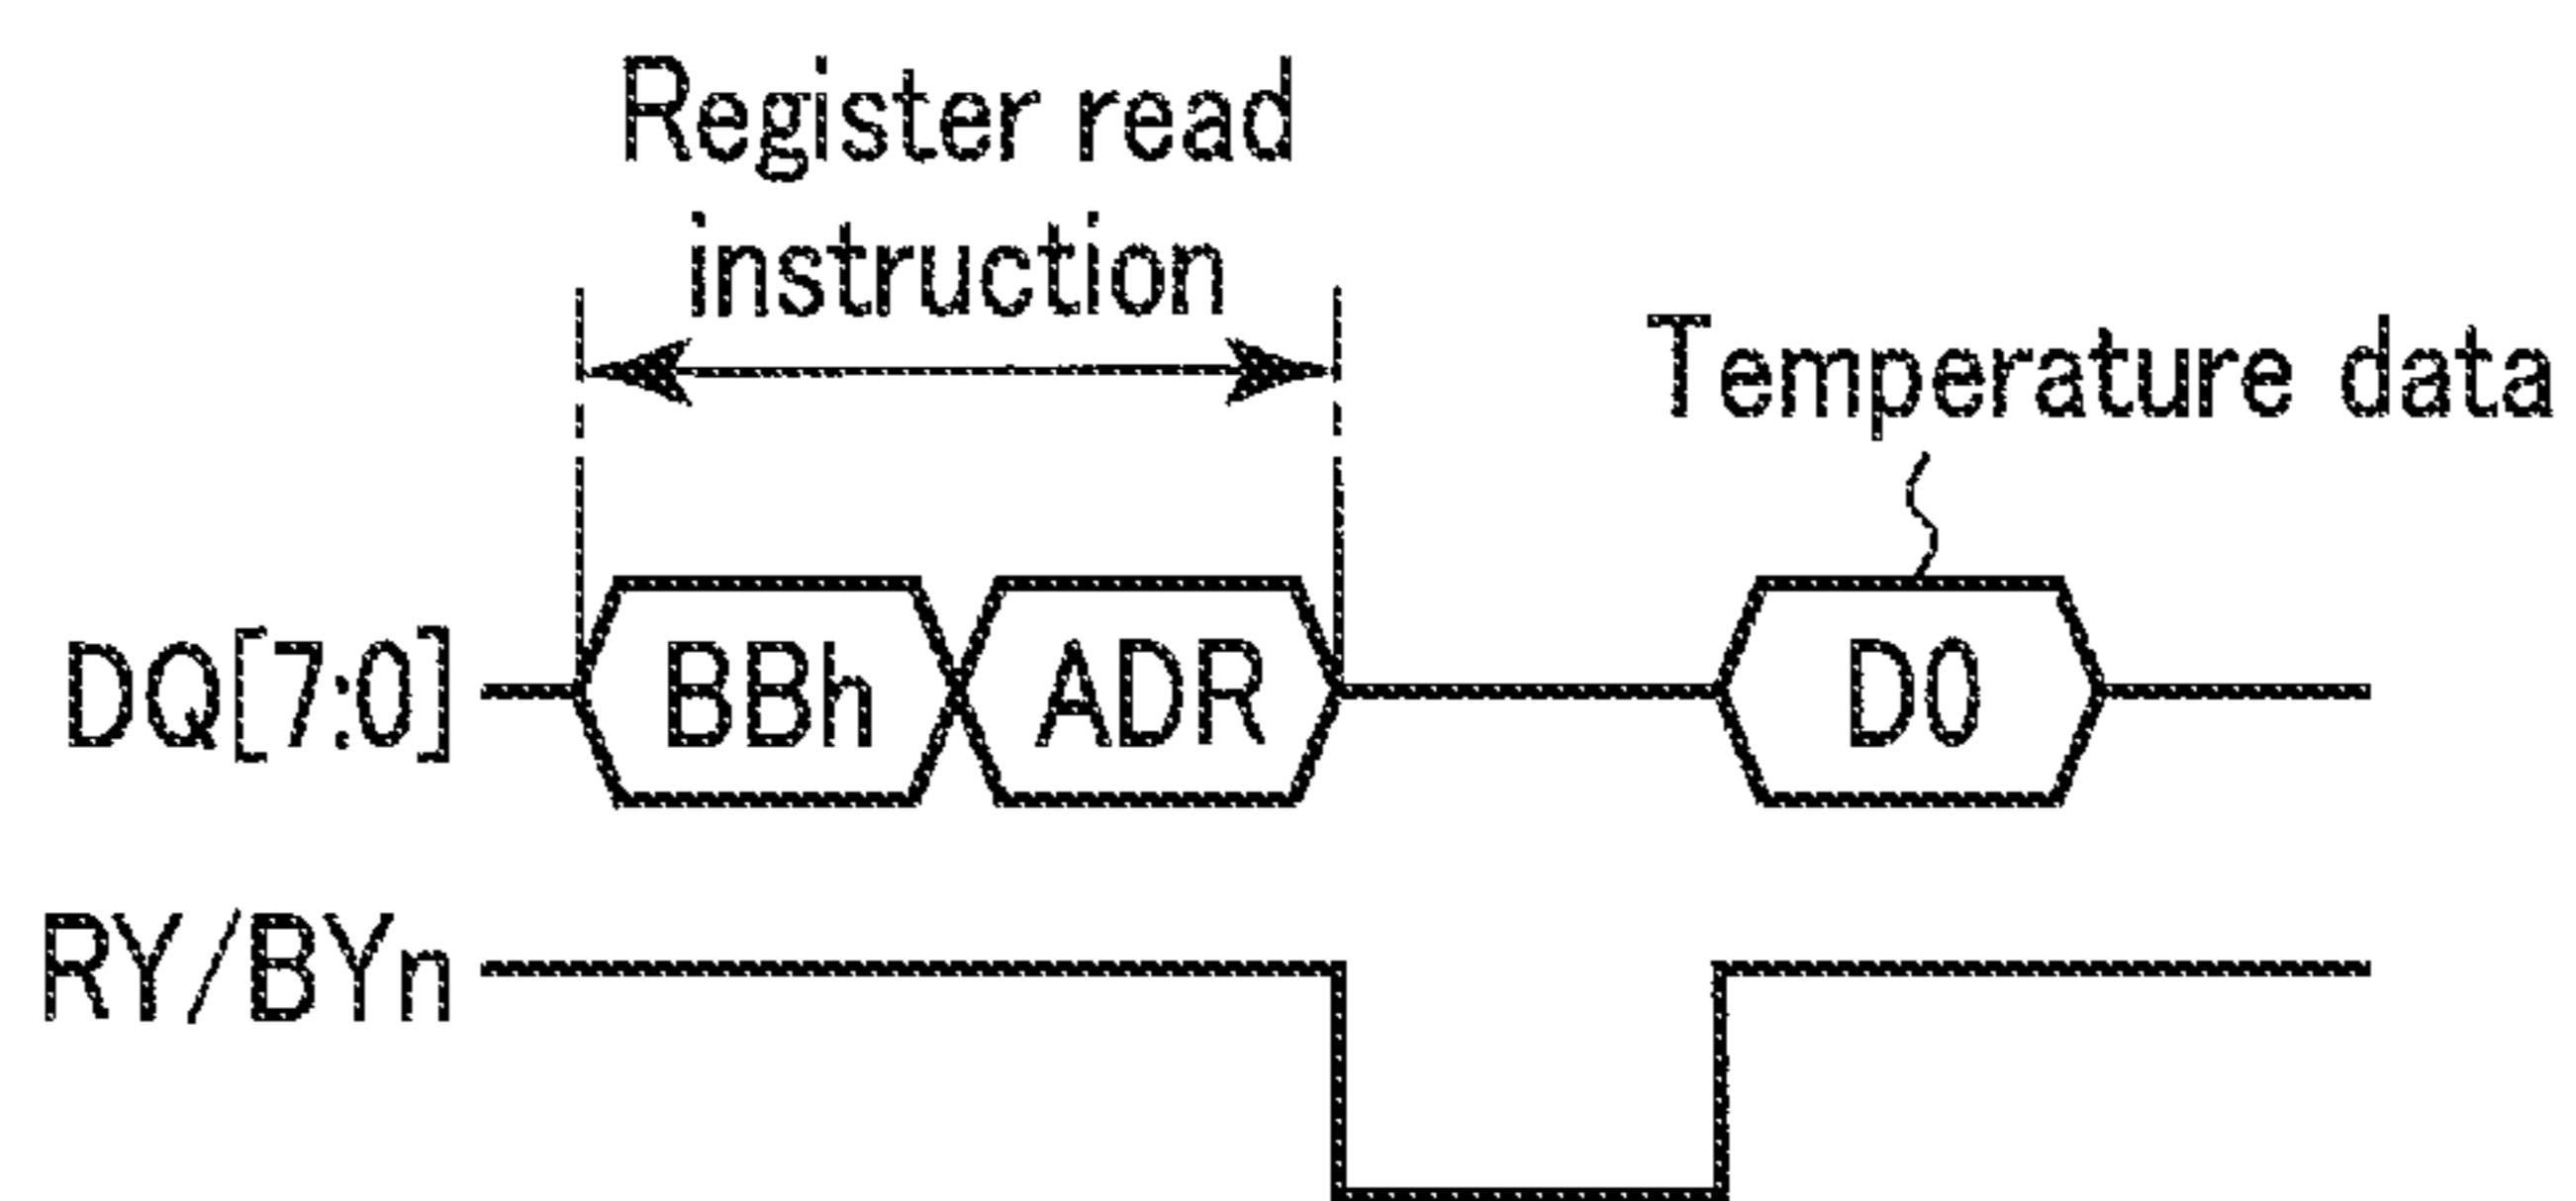 Register read
instruction
Temperature data
DQ[7:0] BBh ADR D0
RY/BYn